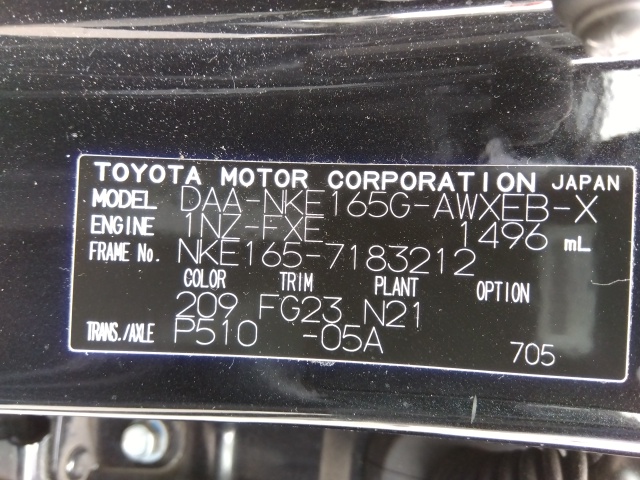 TOYOTA MOTOR CORPORATION JAPAN
MODEL DAA-NKE165G-AWXEB-X
ENGINE 1NZ-FXE 1496 mL
FRAME No. NKE165-7183212
COLOR TRIM PLANT OPTION
209 FG23 N21
TRANS./AXLE P510 -05A
705